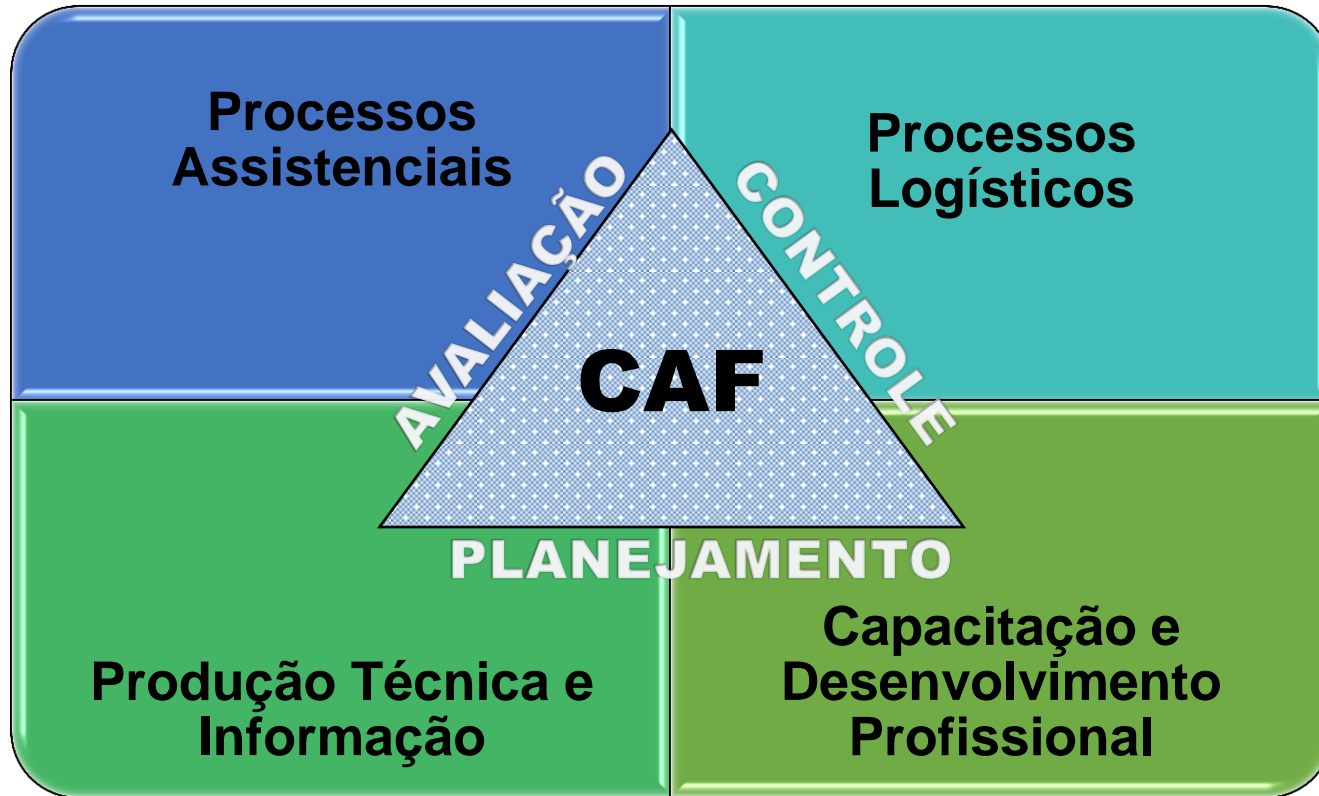 Processos
Assistenciais
Processos
Logísticos
AVALIAÇÃO
CONTROLE
CAF
PLANEJAMENTO
Produção Técnica e
Informação
Capacitação e
Desenvolvimento
Profissional